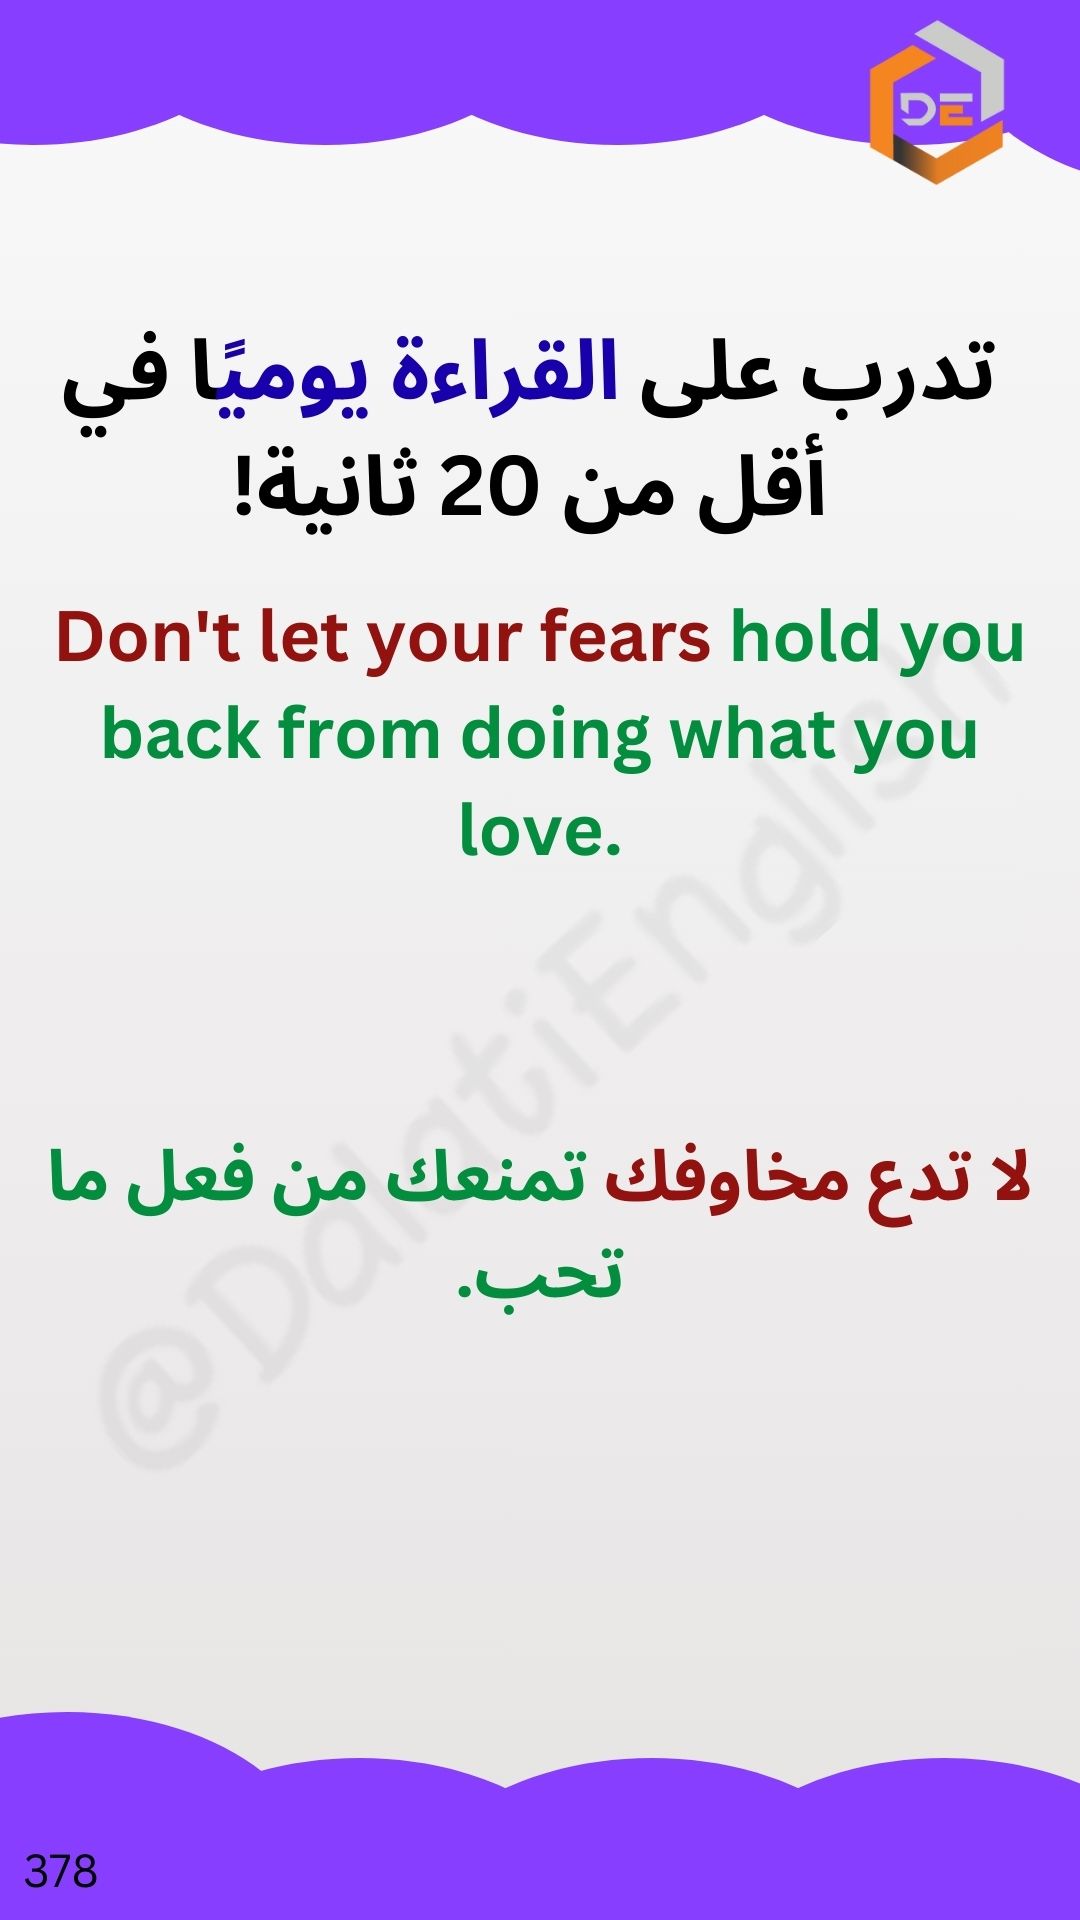 DE
تدرب على القراءة يوميًا في
أقل من 20 ثانية!
Don't let your fears hold you
back from doing what you
love.
@DalatiEnglish
لا تدع مخاوفك تمنعك من فعل ما
تحب.
378